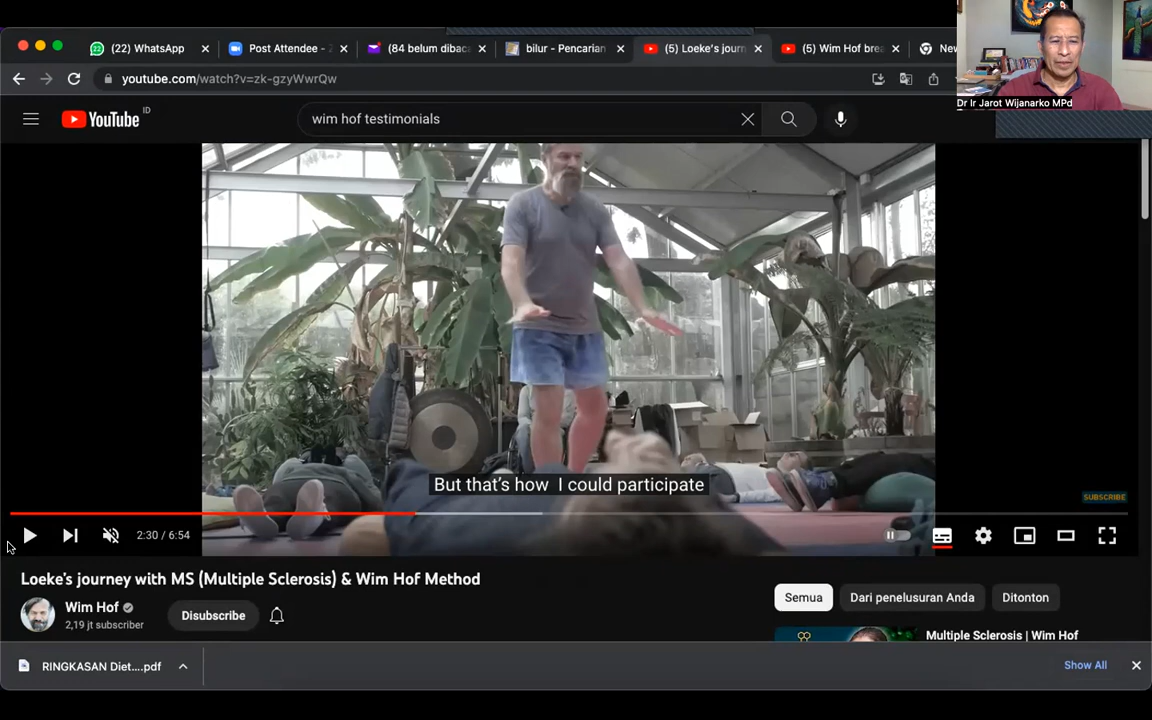 (22) WhatsApp
Post Attendee - Z
(84 belum dibac
bilur - Pencarian
(5) Loeke's journ
(5) Wim Hof brea
New
Dr Ir Jarot Wijanarko MPd
youtube.com/watch?v=zk-gzyWwrQw
YouTube ID
wim hof testimonials
But that's how I could participate
SUBSCRIBE
2:30 / 6:54
Loeke's journey with MS (Multiple Sclerosis) & Wim Hof Method
Wim Hof
2,19 jt subscriber
Disubscribe
Semua
Dari penelusuran Anda
Ditonton
Multiple Sclerosis | Wim Hof
RINGKASAN Diet....pdf
Show All